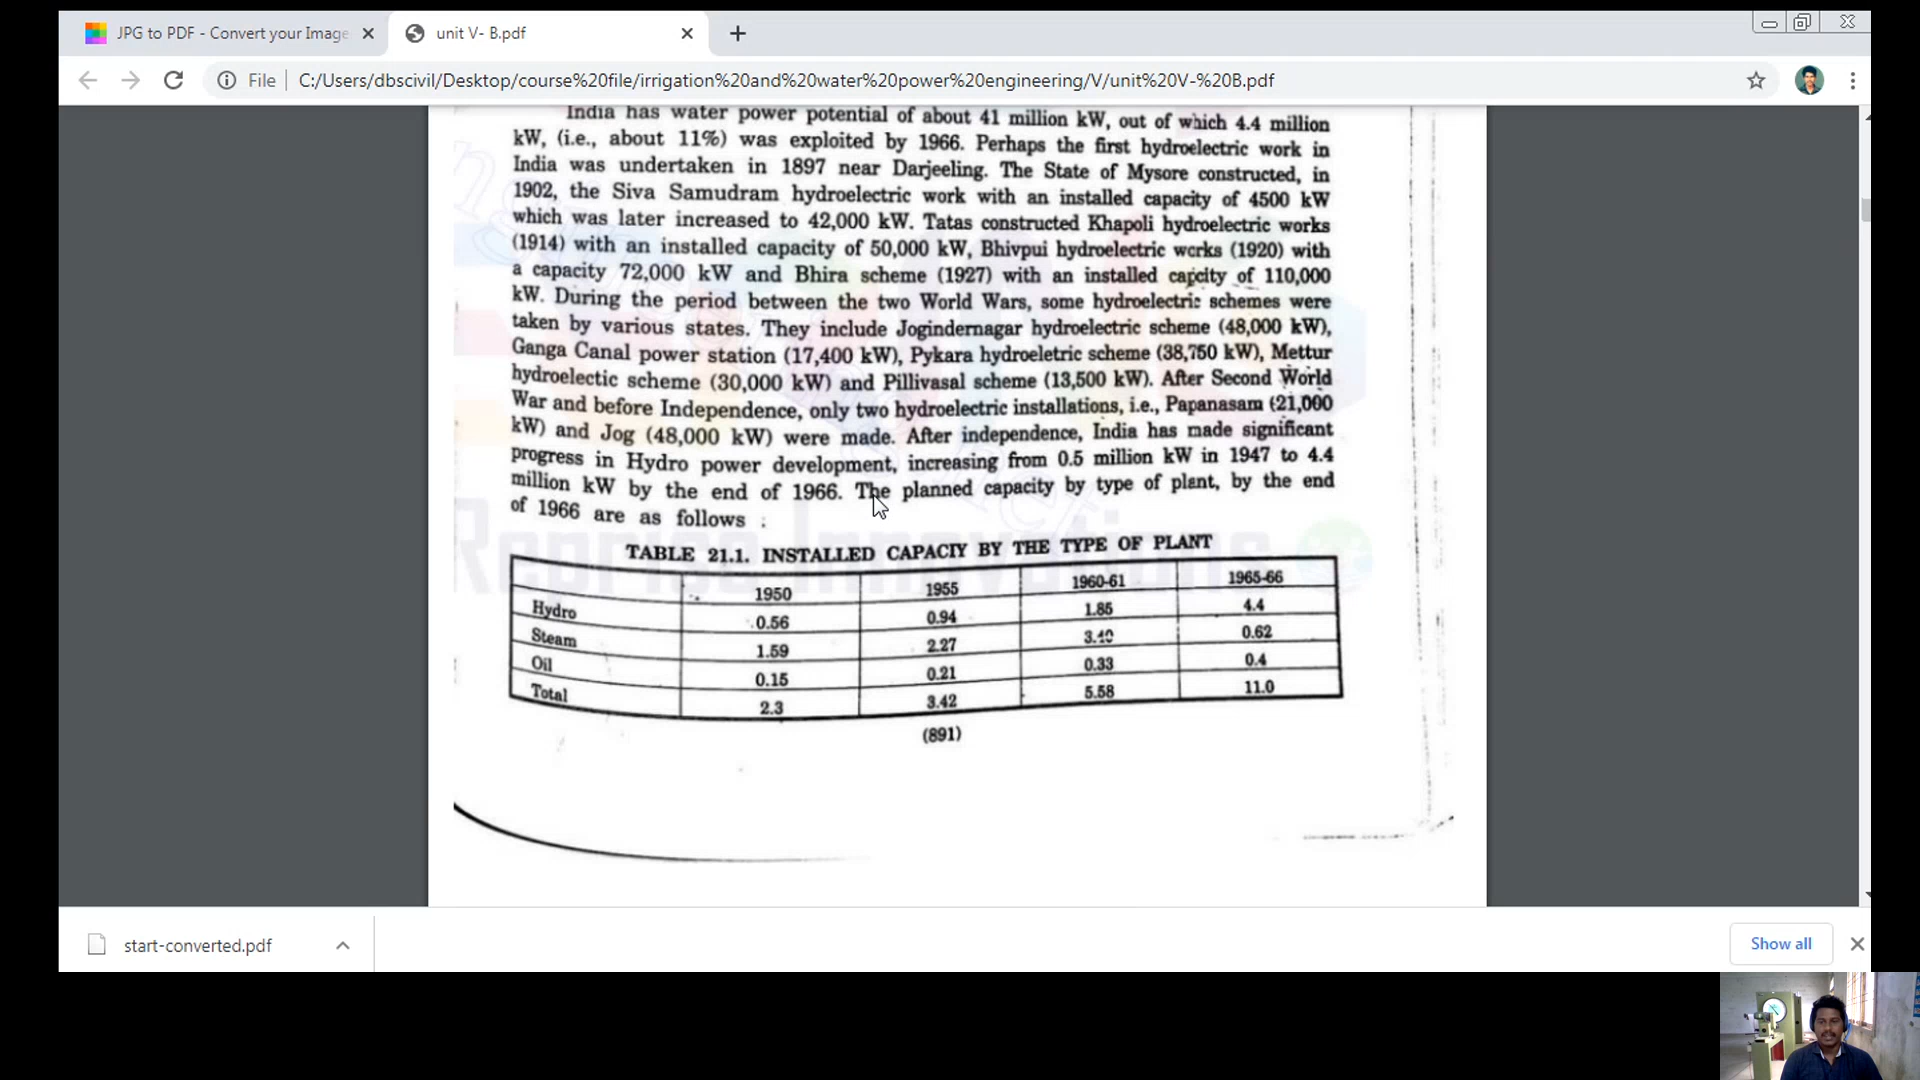 JPG to PDF - Convert your Image
unit V- B.pdf
File
C:/Users/dbscivil/Desktop/course%20file/irrigation%20and%20water%20power%20engineering/V/unit%20V-%20B.pdf
India has water power potential of about 41 million kW, out of which 4.4 million
kW, (i.e., about 11%) was exploited by 1966. Perhaps the first hydroelectric work in
India was undertaken in 1897 near Darjeeling. The State of Mysore constructed, in
1902, the Siva Samudram hydroelectric work with an installed capacity of 4500 kW
which was later increased to 42,000 kW. Tatas constructed Khapoli hydroelectric works
(1914) with an installed capacity of 50,000 kW, Bhivpui hydroelectric works (1920) with
a capacity 72,000 kW and Bhira scheme (1927) with an installed capcity of 110,000
kW. During the period between the two World Wars, some hydroelectric schemes were
taken by various states. They include Jogindernagar hydroelectric scheme (48,000 kW),
Ganga Canal power station (17,400 kW), Pykara hydroeletric scheme (38,750 kW), Mettur
hydroelectic scheme (30,000 kW) and Pillivasal scheme (13,500 kW). After Second World
War and before Independence, only two hydroelectric installations, i.e., Papanasam (21,000
kW) and Jog (48,000 kW) were made. After independence, India has made significant
progress in Hydro power development, increasing from 0.5 million kW in 1947 to 4.4
million kW by the end of 1966. The planned capacity by type of plant, by the end
of 1966 are as follows :
Reprise Innovations
TABLE 21.1. INSTALLED CAPACIY BY THE TYPE OF PLANT
1950 1955 1960-61 1965-66
Hydro 0.56 0.94 1.85 4.4
Steam 1.59 2.27 3.40 0.62
Oil 0.15 0.21 0.33 0.4
Total 2.3 3.42 5.58 11.0
(891)
start-converted.pdf
Show all